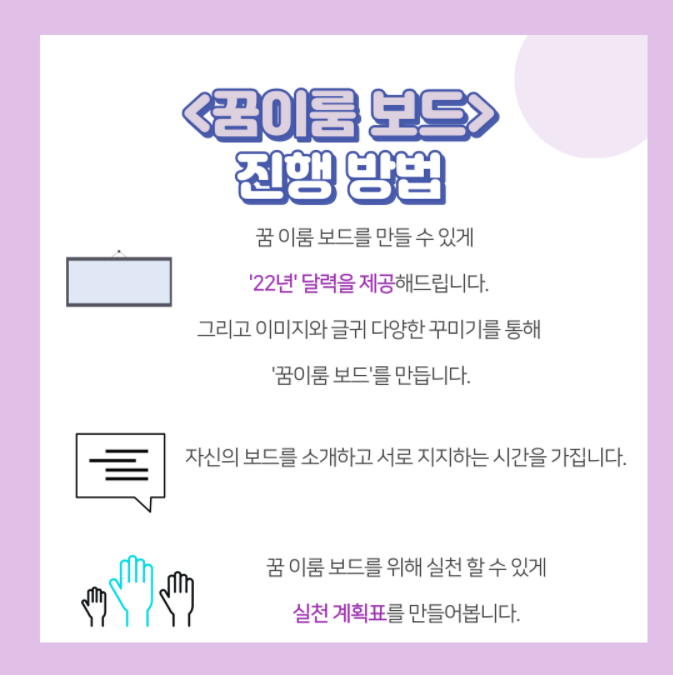 <꿈이룸 보드>
진행 방법
꿈 이룸 보드를 만들 수 있게
'22년' 달력을 제공해드립니다.
그리고 이미지와 글귀 다양한 꾸미기를 통해
'꿈이룸 보드'를 만듭니다.
자신의 보드를 소개하고 서로 지지하는 시간을 가집니다.
꿈 이룸 보드를 위해 실천 할 수 있게
실천 계획표를 만들어봅니다.